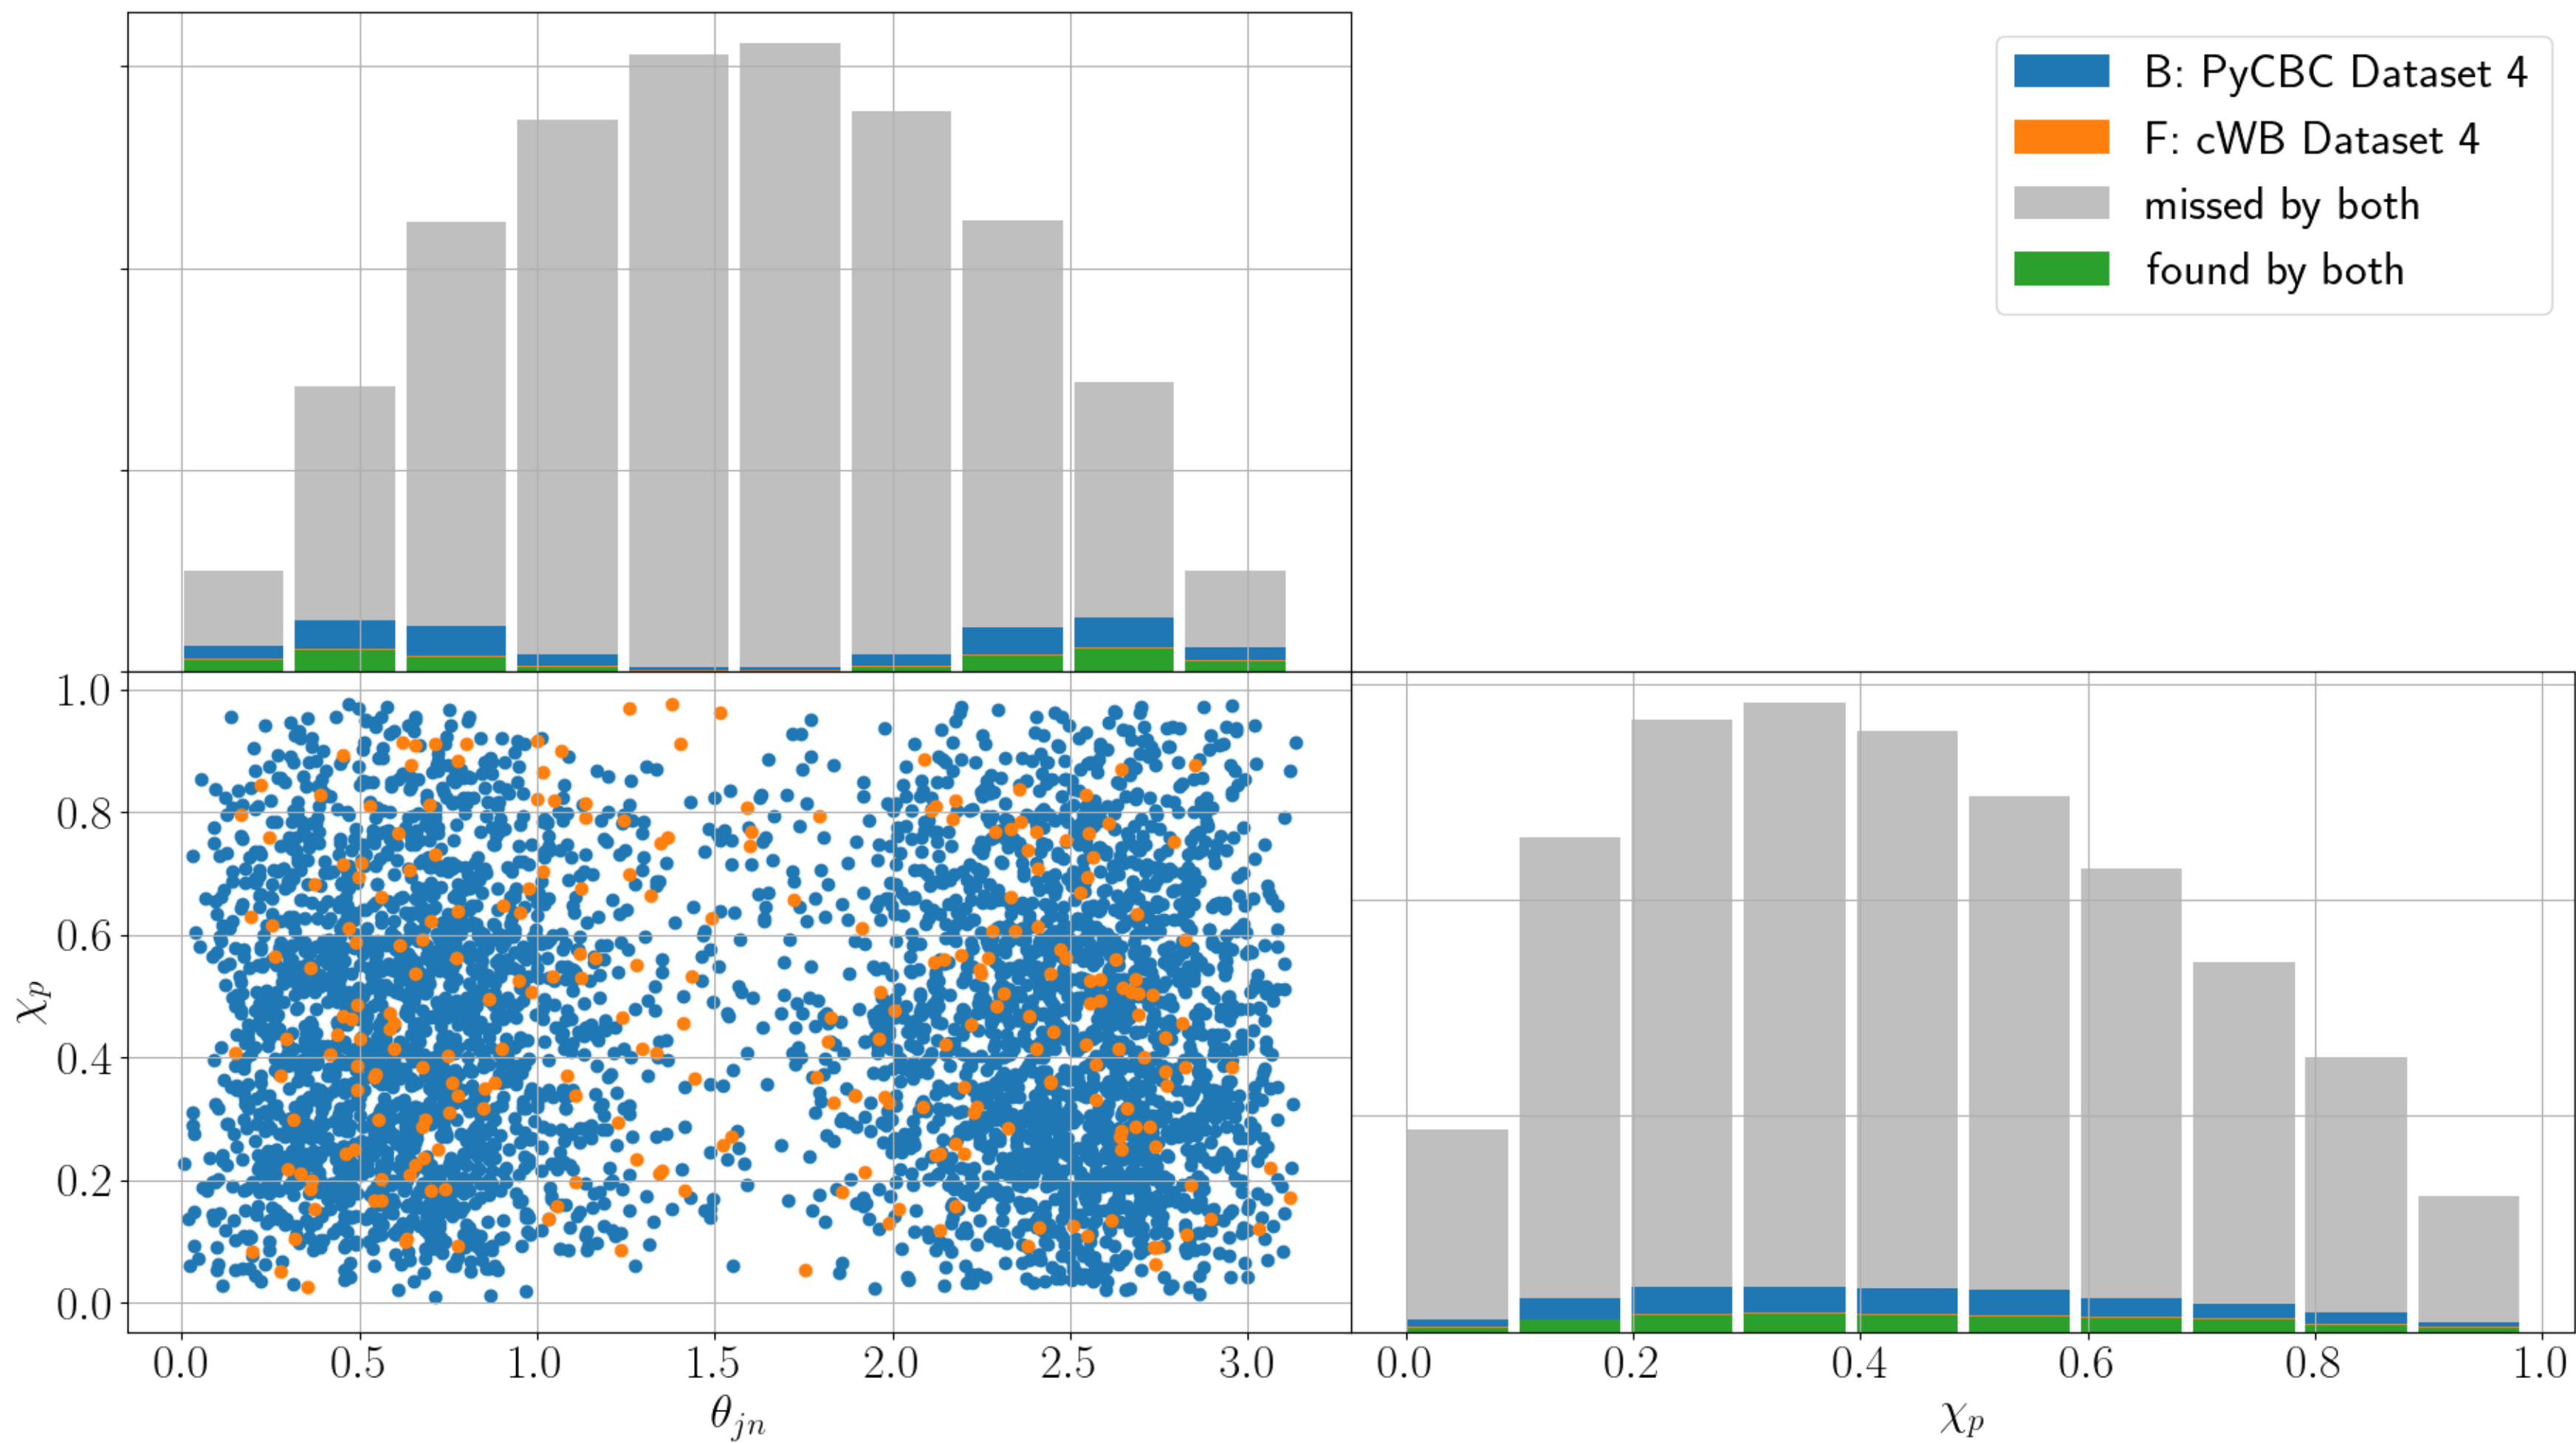 B: PyCBC Dataset 4
F: cWB Dataset 4
missed by both
found by both
1.0
0.8
0.6
0.4
0.2
0.0
χp
0.0 0.5 1.0 1.5 2.0 2.5 3.0
θjn
0.0 0.2 0.4 0.6 0.8 1.0
χp